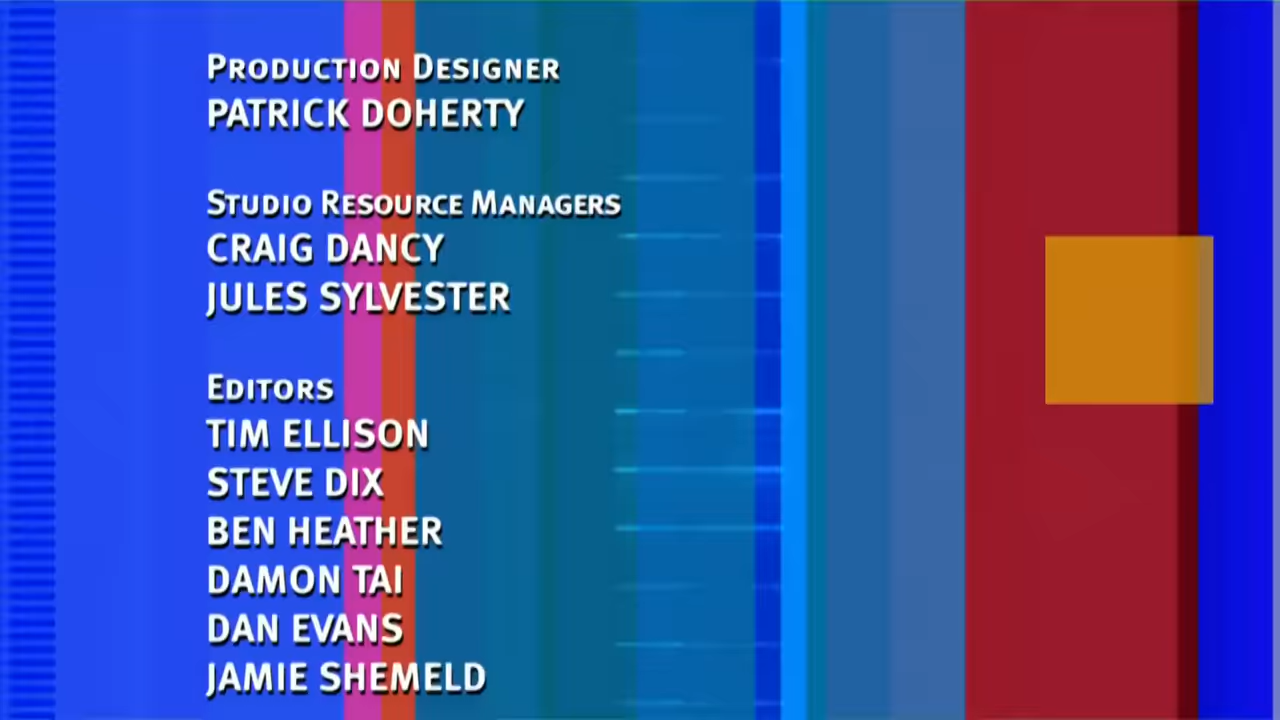 Production Designer
PATRICK DOHERTY
Studio Resource Managers
CRAIG DANCY
JULES SYLVESTER
Editors
TIM ELLISON
STEVE DIX
BEN HEATHER
DAMON TAI
DAN EVANS
JAMIE SHEMELD